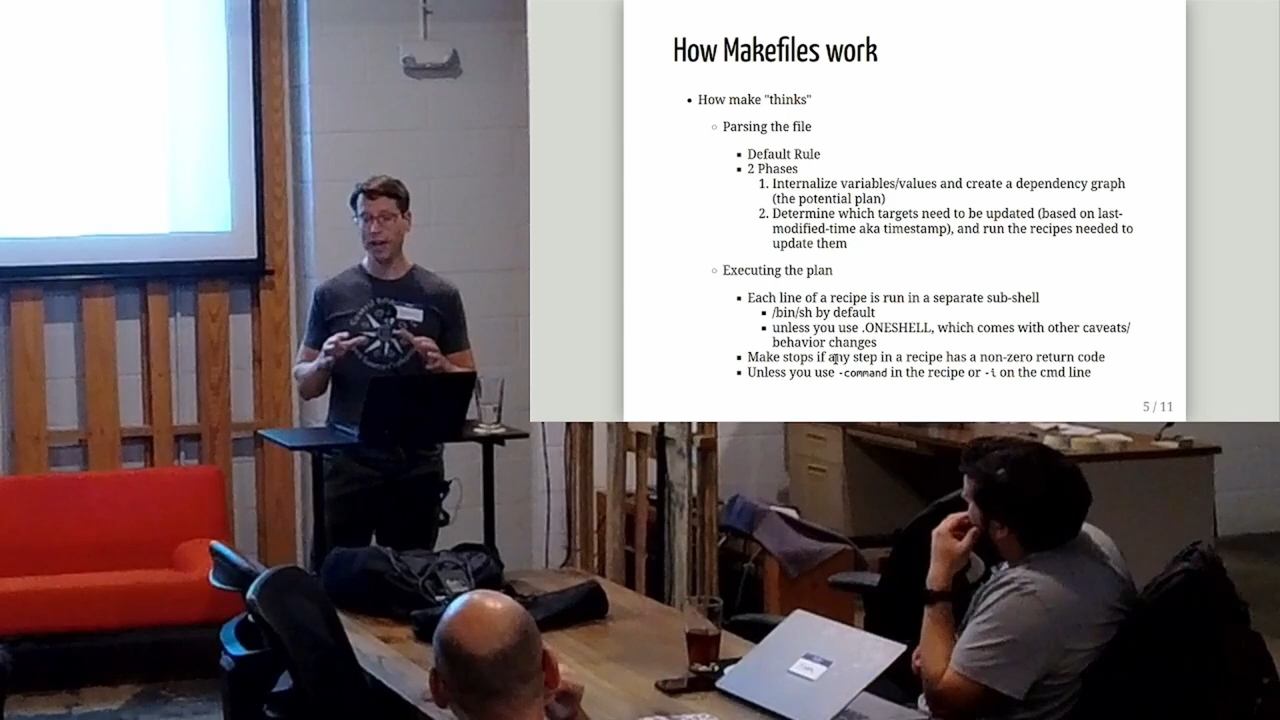 How Makefiles work
• How make "thinks"
○ Parsing the file
▪ Default Rule
▪ 2 Phases
1. Internalize variables/values and create a dependency graph
(the potential plan)
2. Determine which targets need to be updated (based on last-
modified-time aka timestamp), and run the recipes needed to
update them
○ Executing the plan
▪ Each line of a recipe is run in a separate sub-shell
▪ /bin/sh by default
▪ unless you use .ONESHELL, which comes with other caveats/
behavior changes
▪ Make stops if any step in a recipe has a non-zero return code
▪ Unless you use -command in the recipe or -i on the cmd line
5 / 11